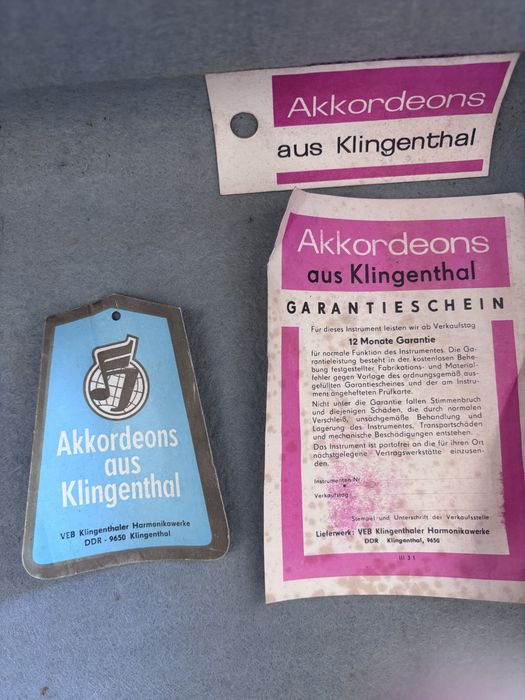 Akkordeons
aus Klingenthal
Akkordeons
aus Klingenthal
GARANTIESCHEIN
Für dieses Instrument leisten wir ab Verkaufstag
12 Monate Garantie
für normale Funktion des Instrumentes. Die Ga-
rantieleistung besteht in der kostenlosen Behe-
bung festgestellter Fabrikations- und Material-
fehler gegen Vorlage des ordnungsgemäß aus-
gefüllten Garantiescheines und der am Instru-
ment angehefteten Prüfkarte.
Nicht unter die Garantie fallen Stimmenbruch
und diejenigen Schäden, die durch normalen
Verschleiß, unsachgemäße Behandlung und
Lagerung des Instrumentes, Transportschäden
und mechanische Beschädigungen entstehen.
Das Instrument ist portofrei an die für ihren Ort
nächstgelegene Vertragswerkstätte einzusen-
den.
Instrumenten Nr
Verkaufstag
Stempel und Unterschrift der Verkaufsstelle
Lieferwerk: VEB Klingenthaler Harmonikawerke
DDR Klingenthal, 9650
III 3 1
Akkordeons
aus
Klingenthal
VEB Klingenthaler Harmonikawerke
DDR - 9650 Klingenthal